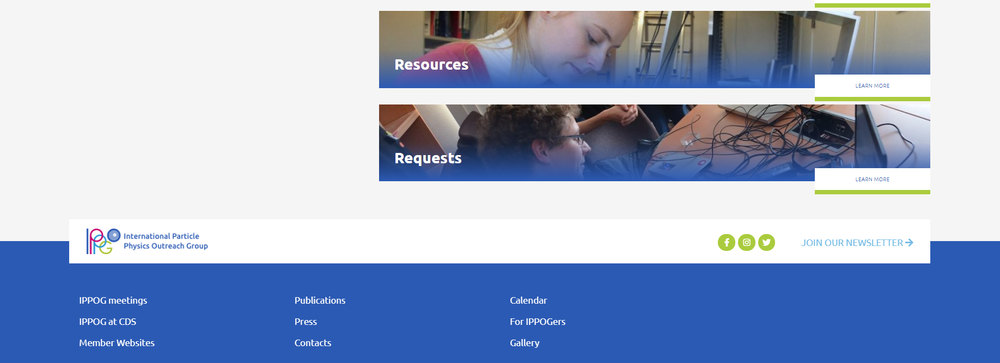 Resources
LEARN MORE
Requests
LEARN MORE
IPPOG
International Particle
Physics Outreach Group
JOIN OUR NEWSLETTER
IPPOG meetings
Publications
Calendar
IPPOG at CDS
Press
For IPPOGers
Member Websites
Contacts
Gallery